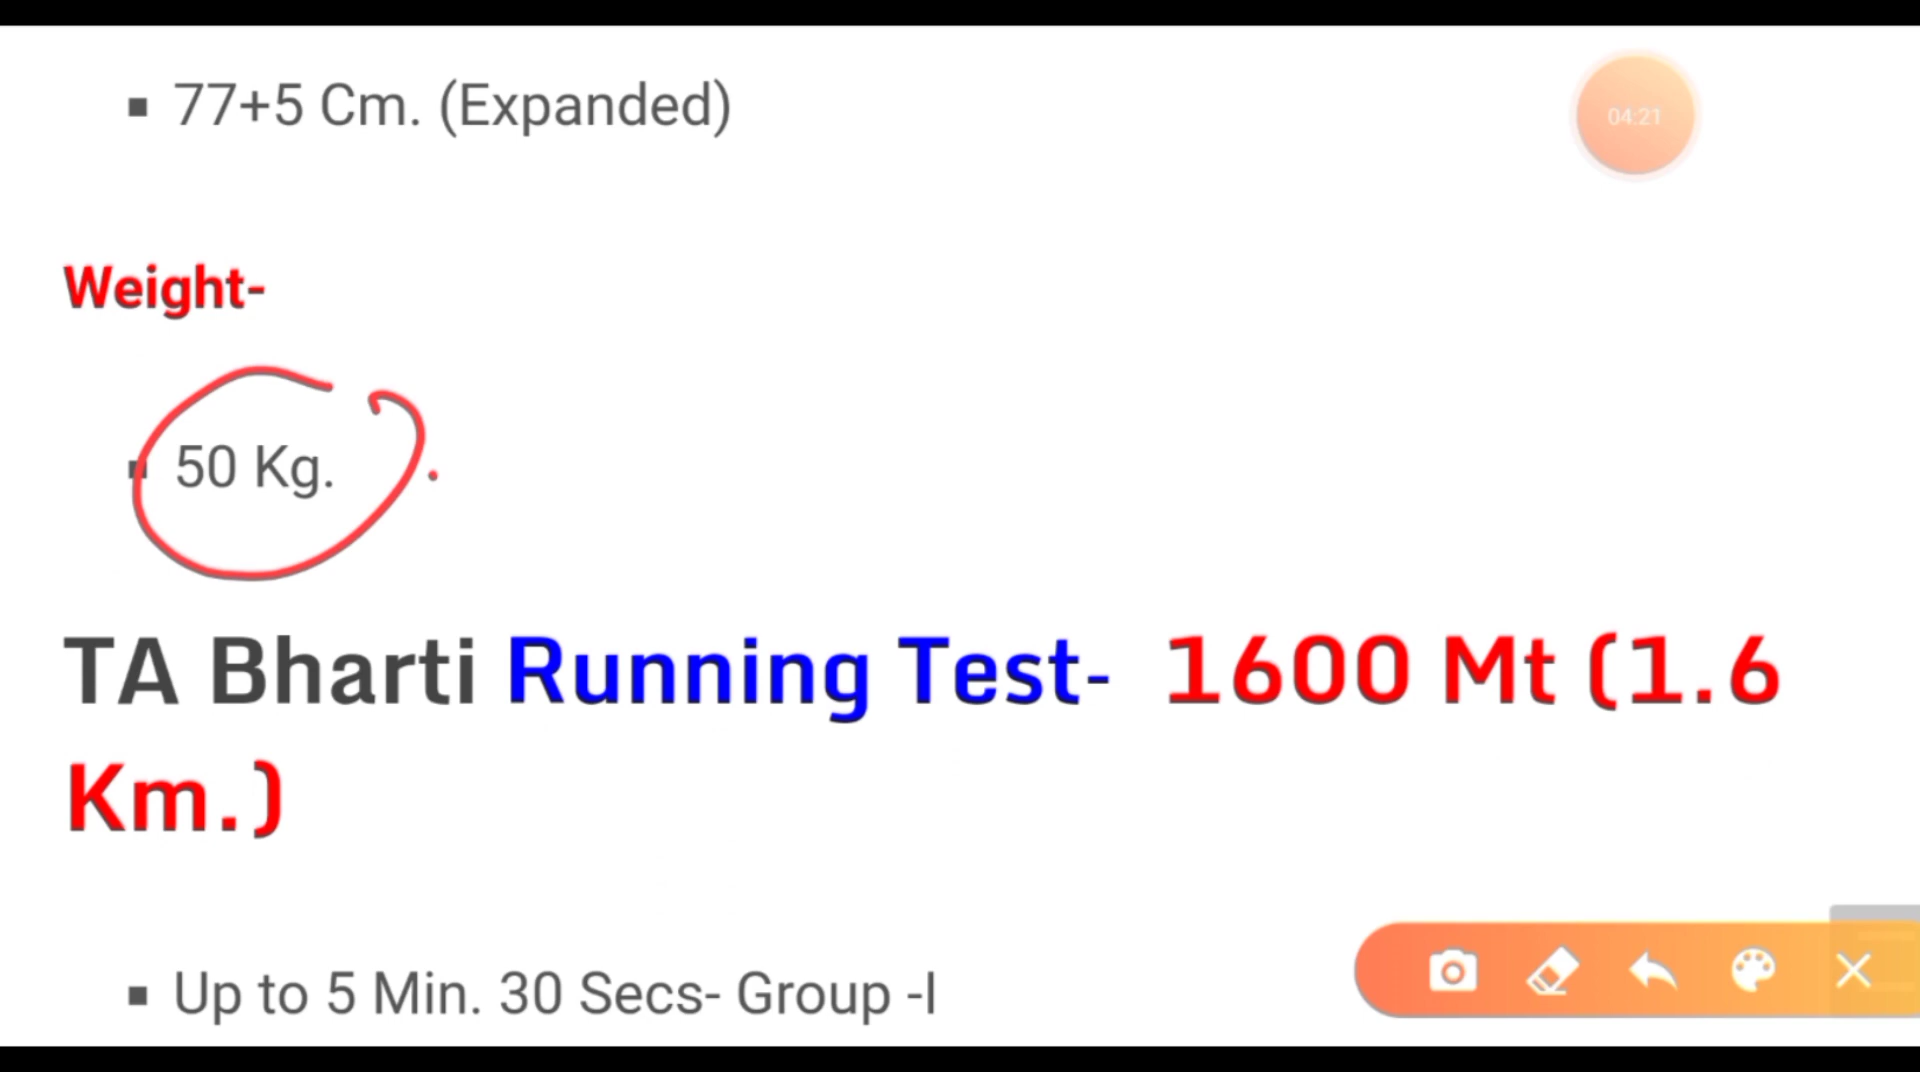 77+5 Cm. (Expanded)
04:21
Weight-
50 Kg.
TA Bharti Running Test- 1600 Mt (1.6
Km.)
Up to 5 Min. 30 Secs- Group -I